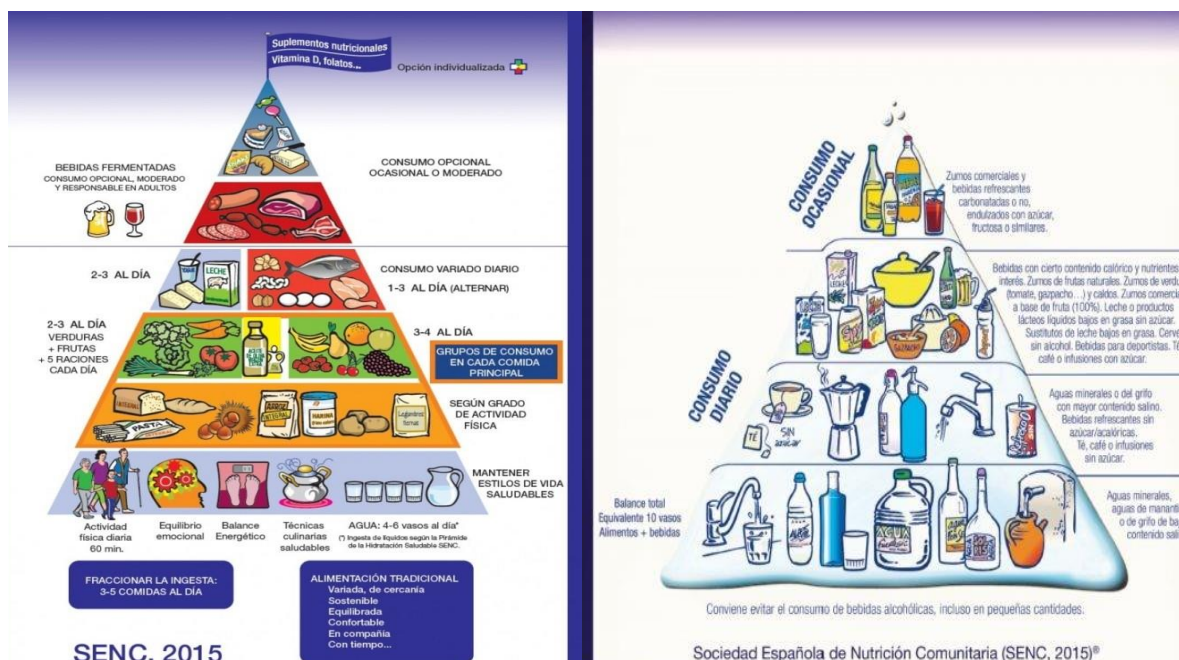 Suplementos nutricionales
Vitamina D, folatos...
Opción individualizada
BEBIDAS FERMENTADAS
CONSUMO OPCIONAL, MODERADO
Y RESPONSABLE EN ADULTOS
CONSUMO OPCIONAL
OCASIONAL O MODERADO
2-3 AL DÍA
LECHE
CONSUMO VARIADO DIARIO
1-3 AL DÍA (ALTERNAR)
2-3 AL DÍA
VERDURAS
+ FRUTAS
+ 5 RACIONES
CADA DÍA
3-4 AL DÍA
GRUPOS DE CONSUMO
EN CADA COMIDA
PRINCIPAL
INTEGRAL
PASTA
ARROZ
INTEGRAL
HARINA
Legumbres
tiernas
SEGÚN GRADO
DE ACTIVIDAD
FÍSICA
MANTENER
ESTILOS DE VIDA
SALUDABLES
Actividad
física diaria
60 min.
Equilibrio
emocional
Balance
Energético
Técnicas
culinarias
saludables
AGUA: 4-6 vasos al día*
(*) Ingesta de líquidos según la Pirámide
de la Hidratación Saludable SENC.
FRACCIONAR LA INGESTA:
3-5 COMIDAS AL DÍA
ALIMENTACIÓN TRADICIONAL
Variada, de cercanía
Sostenible
Equilibrada
Confortable
En compañía
Con tiempo...
SENC, 2015
CONSUMO
OCASIONAL
Zumos comerciales y
bebidas refrescantes
carbonatadas o no,
endulzados con azúcar,
fructosa o similares.
CONSUMO
DIARIO
LECHE
GAZPACHO
Bebidas con cierto contenido calórico y nutrientes
interés. Zumos de frutas naturales. Zumos de verdu
(tomate, gazpacho...) y caldos. Zumos comercia
a base de fruta (100%). Leche o productos
lácteos líquidos bajos en grasa sin azúcar.
Sustitutos de leche bajos en grasa. Cerve
sin alcohol. Bebidas para deportistas. Té
café o infusiones con azúcar.
TÉ
SIN
azúcar
SIN
Aguas minerales o del grifo
con mayor contenido salino.
Bebidas refrescantes sin
azúcar/acalóricas.
Té, café o infusiones
sin azúcar.
Balance total
Equivalente 10 vasos
Alimentos + bebidas
AGUA
Aguas minerales,
aguas de manantia
o de grifo de baj
contenido sali
Conviene evitar el consumo de bebidas alcohólicas, incluso en pequeñas cantidades.
Sociedad Española de Nutrición Comunitaria (SENC, 2015)®